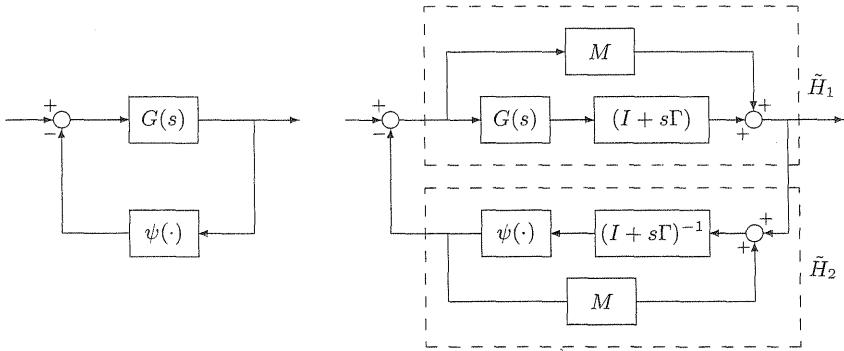 +
−
G(s)
ψ(·)
M
H̃₁
+
−
G(s)
(I + sΓ)
+
+
ψ(·)
(I + sΓ)⁻¹
+
+
H̃₂
M